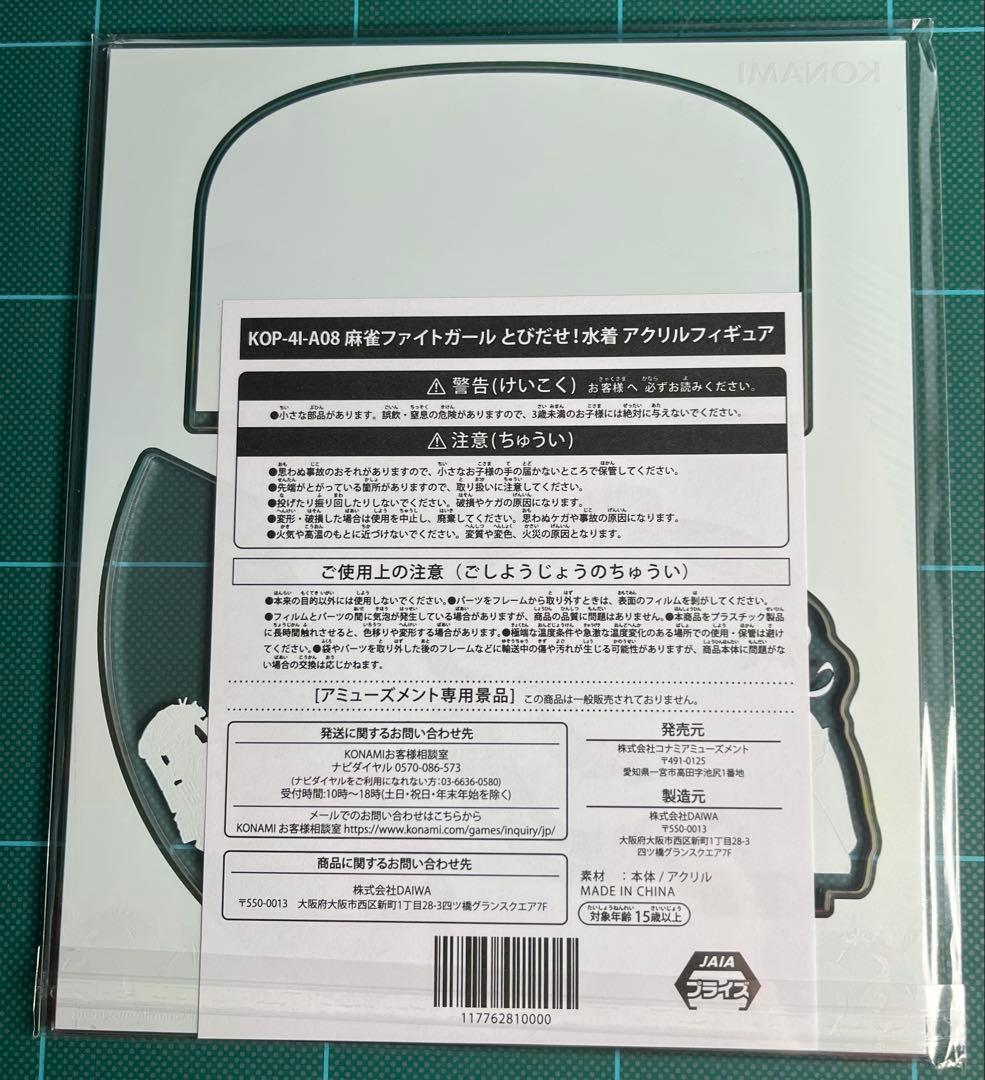 KONAMI
KOP-4I-A08 麻雀ファイトガール とびだせ！水着 アクリルフィギュア
⚠ 警告(けいこく) お客様へ 必ずお読みください。
●小さな部品があります。誤飲・窒息の危険がありますので、3歳未満のお子様には絶対に与えないでください。
⚠ 注意(ちゅうい)
●思わぬ事故のおそれがありますので、小さなお子様の手の届かないところで保管してください。
●先端がとがっている箇所がありますので、取り扱いに注意してください。
●投げたり振り回したりしないでください。破損やケガの原因になります。
●変形・破損した場合は使用を中止し、廃棄してください。思わぬケガや事故の原因になります。
●火気や高温のもとに近づけないでください。変質や変色、火災の原因となります。
ご使用上の注意（ごしようじょうのちゅうい）
●本来の目的以外には使用しないでください。●パーツをフレームから取り外すときは、表面のフィルムを剥がしてください。
●フィルムとパーツの間に気泡が発生している場合がありますが、商品の品質に問題はありません。●本商品をプラスチック製品
に長時間触れさせると、色移りや変形する場合があります。●極端な温度条件や急激な温度変化のある場所での使用・保管は避け
てください。●袋やパーツを取り外した後のフレームなどに輸送中の傷や汚れが生じる可能性がありますが、商品本体に問題がな
い場合の交換は応じかねます。
[アミューズメント専用景品] この商品は一般販売されておりません。
発送に関するお問い合わせ先
KONAMIお客様相談室
ナビダイヤル 0570-086-573
(ナビダイヤルをご利用になれない方:03-6636-0580)
受付時間:10時～18時(土日・祝日・年末年始を除く)
メールでのお問い合わせはこちらから
KONAMI お客様相談室 https://www.konami.com/games/inquiry/jp/
商品に関するお問い合わせ先
株式会社DAIWA
〒550-0013 大阪府大阪市西区新町1丁目28-3四ツ橋グランスクエア7F
発売元
株式会社コナミアミューズメント
〒491-0125
愛知県一宮市高田字池尻1番地
製造元
株式会社DAIWA
〒550-0013
大阪府大阪市西区新町1丁目28-3
四ツ橋グランスクエア7F
素材 ：本体 / アクリル
MADE IN CHINA
対象年齢 15歳以上
JAIA
プライズ
117762810000